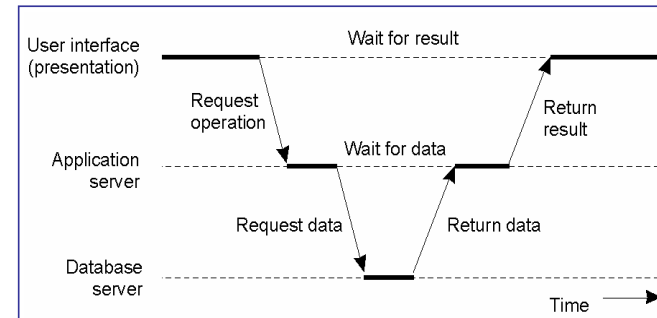 User interface
(presentation)
Wait for result
Request
operation
Return
result
Application
server
Wait for data
Request data
Return data
Database
server
Time